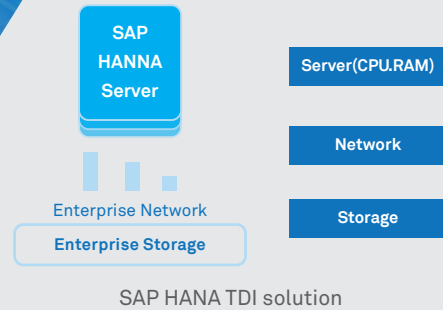 SAP
HANNA
Server
Server(CPU.RAM)
Network
Enterprise Network
Storage
Enterprise Storage
SAP HANA TDI solution